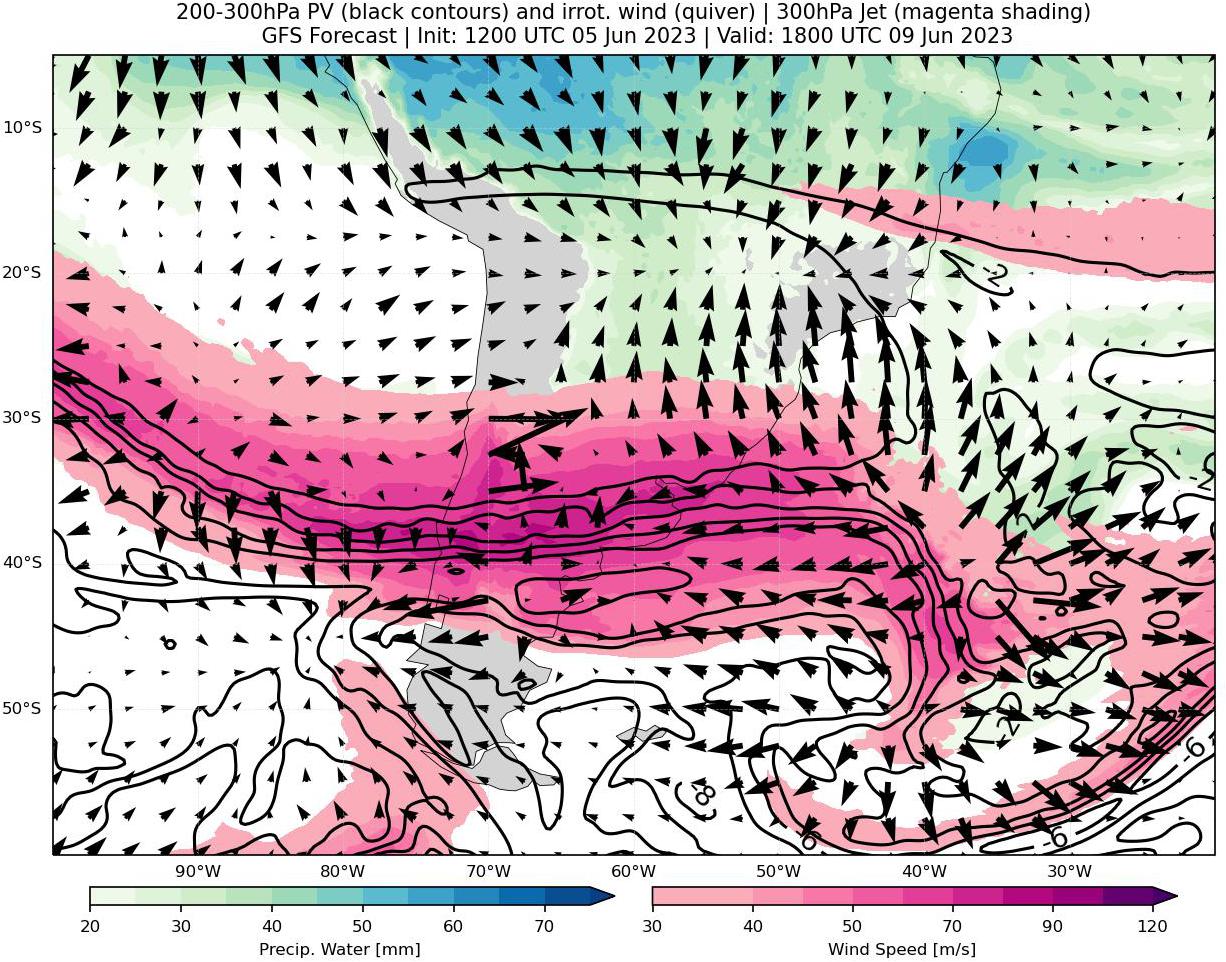 200-300hPa PV (black contours) and irrot. wind (quiver) | 300hPa Jet (magenta shading)
GFS Forecast | Init: 1200 UTC 05 Jun 2023 | Valid: 1800 UTC 09 Jun 2023
10°S
20°S
30°S
40°S
50°S
-2
-2
-2
-8
-6
-6
6
90°W
80°W
70°W
60°W
50°W
40°W
30°W
20
30
40
50
60
70
30
40
50
70
90
120
Precip. Water [mm]
Wind Speed [m/s]